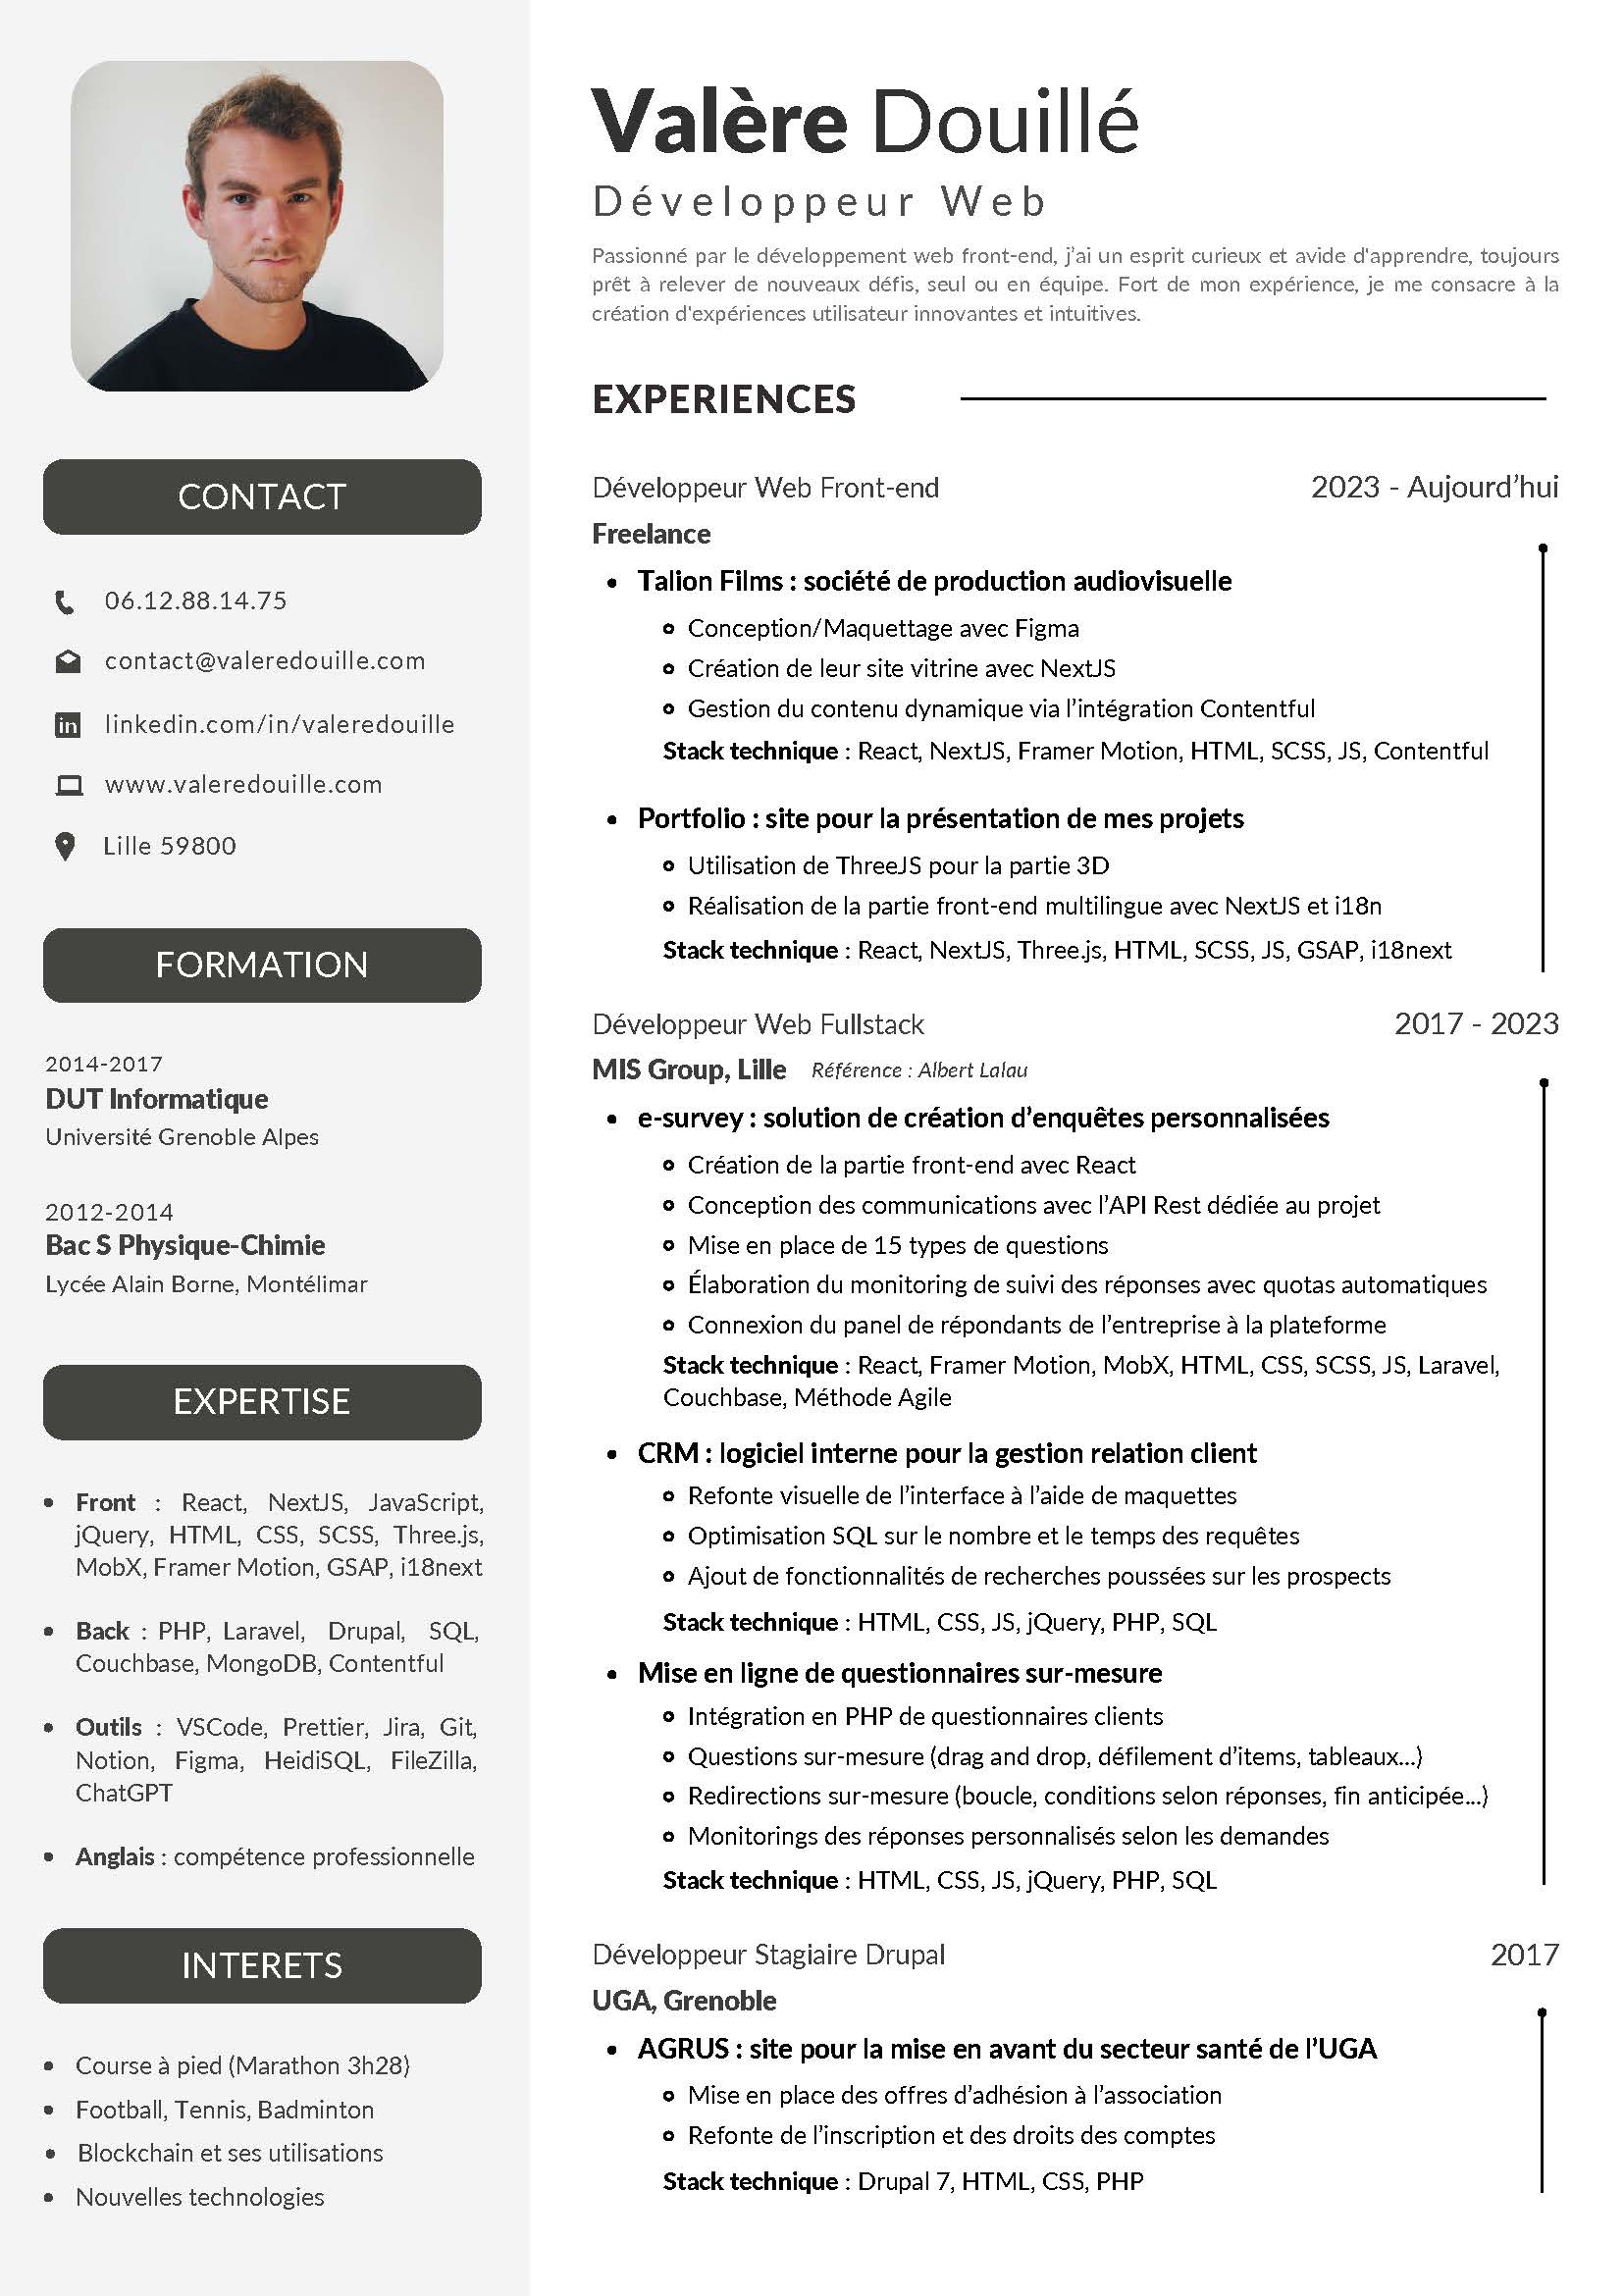 Valère Douillé
Développeur Web
Passionné par le développement web front-end, j'ai un esprit curieux et avide d'apprendre, toujours
prêt à relever de nouveaux défis, seul ou en équipe. Fort de mon expérience, je me consacre à la
création d'expériences utilisateur innovantes et intuitives.
CONTACT
06.12.88.14.75
contact@valeredouille.com
in linkedin.com/in/valeredouille
www.valeredouille.com
Lille 59800
FORMATION
2014-2017
DUT Informatique
Université Grenoble Alpes
2012-2014
Bac S Physique-Chimie
Lycée Alain Borne, Montélimar
EXPERTISE
• Front : React, NextJS, JavaScript,
jQuery, HTML, CSS, SCSS, Three.js,
MobX, Framer Motion, GSAP, i18next
• Back : PHP, Laravel, Drupal, SQL,
Couchbase, MongoDB, Contentful
• Outils : VSCode, Prettier, Jira, Git,
Notion, Figma, HeidiSQL, FileZilla,
ChatGPT
• Anglais : compétence professionnelle
INTERETS
• Course à pied (Marathon 3h28)
• Football, Tennis, Badminton
• Blockchain et ses utilisations
• Nouvelles technologies
EXPERIENCES
Développeur Web Front-end 2023 - Aujourd'hui
Freelance
• Talion Films : société de production audiovisuelle
Conception/Maquettage avec Figma
Création de leur site vitrine avec NextJS
Gestion du contenu dynamique via l'intégration Contentful
Stack technique : React, NextJS, Framer Motion, HTML, SCSS, JS, Contentful
• Portfolio : site pour la présentation de mes projets
Utilisation de ThreeJS pour la partie 3D
Réalisation de la partie front-end multilingue avec NextJS et i18n
Stack technique : React, NextJS, Three.js, HTML, SCSS, JS, GSAP, i18next
Développeur Web Fullstack 2017 - 2023
MIS Group, Lille Référence : Albert Lalau
• e-survey : solution de création d'enquêtes personnalisées
Création de la partie front-end avec React
Conception des communications avec l'API Rest dédiée au projet
Mise en place de 15 types de questions
Élaboration du monitoring de suivi des réponses avec quotas automatiques
Connexion du panel de répondants de l'entreprise à la plateforme
Stack technique : React, Framer Motion, MobX, HTML, CSS, SCSS, JS, Laravel,
Couchbase, Méthode Agile
• CRM : logiciel interne pour la gestion relation client
Refonte visuelle de l'interface à l'aide de maquettes
Optimisation SQL sur le nombre et le temps des requêtes
Ajout de fonctionnalités de recherches poussées sur les prospects
Stack technique : HTML, CSS, JS, jQuery, PHP, SQL
• Mise en ligne de questionnaires sur-mesure
Intégration en PHP de questionnaires clients
Questions sur-mesure (drag and drop, défilement d'items, tableaux...)
Redirections sur-mesure (boucle, conditions selon réponses, fin anticipée...)
Monitorings des réponses personnalisés selon les demandes
Stack technique : HTML, CSS, JS, jQuery, PHP, SQL
Développeur Stagiaire Drupal 2017
UGA, Grenoble
• AGRUS : site pour la mise en avant du secteur santé de l'UGA
Mise en place des offres d'adhésion à l'association
Refonte de l'inscription et des droits des comptes
Stack technique : Drupal 7, HTML, CSS, PHP